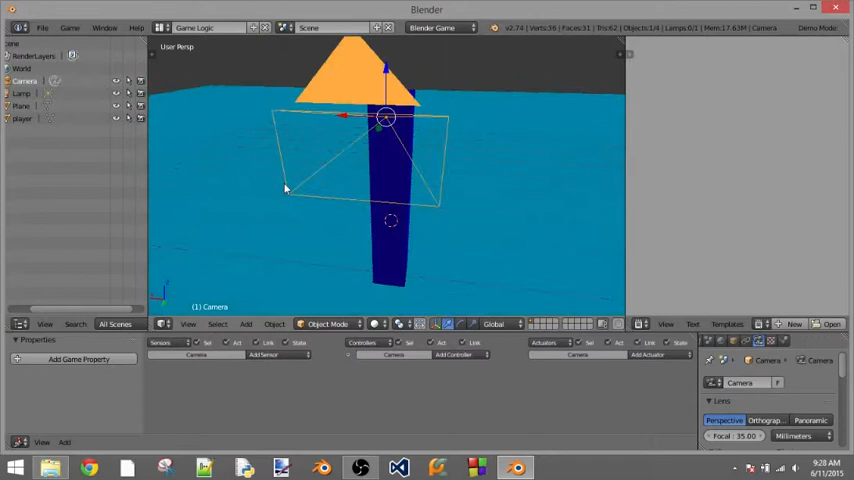 Blender
File Game Window Help Game Logic Scene Blender Game v2.74 | Verts:36 | Faces:31 | Tris:62 | Objects:1/4 | Lamps:0/1 | Mem:17.63M | Camera Demo Mode:
User Persp
cene
RenderLayers
World
Camera
Lamp
Plane
player
(1) Camera
View Search All Scenes View Select Add Object Object Mode Global View Text Templates New Open
Properties Sensors Sel Act Link State Controllers Sel Act Link Actuators Sel Act Link State
Add Game Property Camera Add Sensor Camera Add Controller Camera Add Actuator Camera Camera
Camera F
Lens
Perspective Orthograp... Panoramic
Focal: 35.00 Millimeters
View Add
9:28 AM
6/11/2015